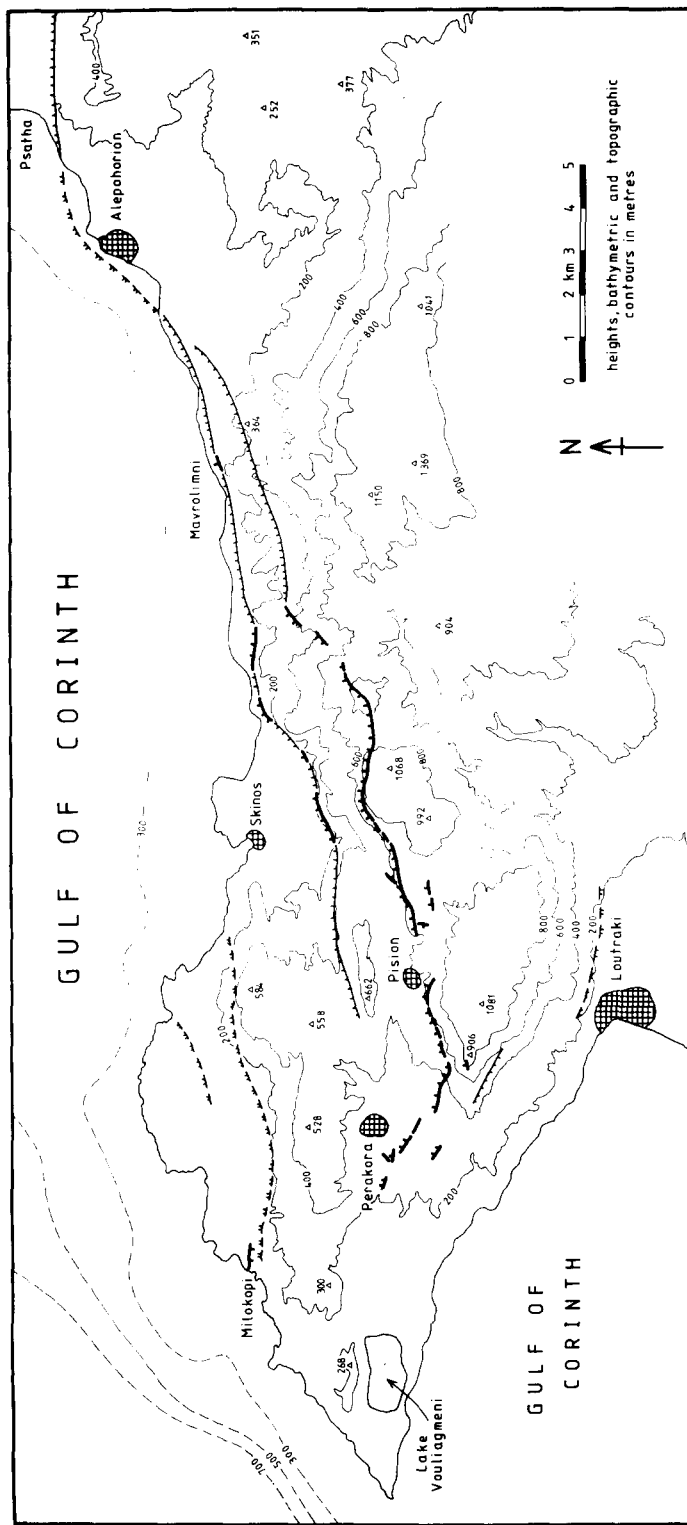 GULF OF CORINTH
Psatha
Alepohorion
Mavrolimni
Skinos
Milokopi
Perakora
Pision
Loutraki
Lake
Vouliagmeni
GULF OF
CORINTH
300
700
500
300
400
351
252
377
200
400
600
800
1041
364
1150
1369
800
904
200
600
1068
800
992
584
200
558
662
528
400
300
268
1081
906
200
800
600
400
200
N
0 1 2 km 3 4 5
heights, bathymetric and topographic
contours in metres